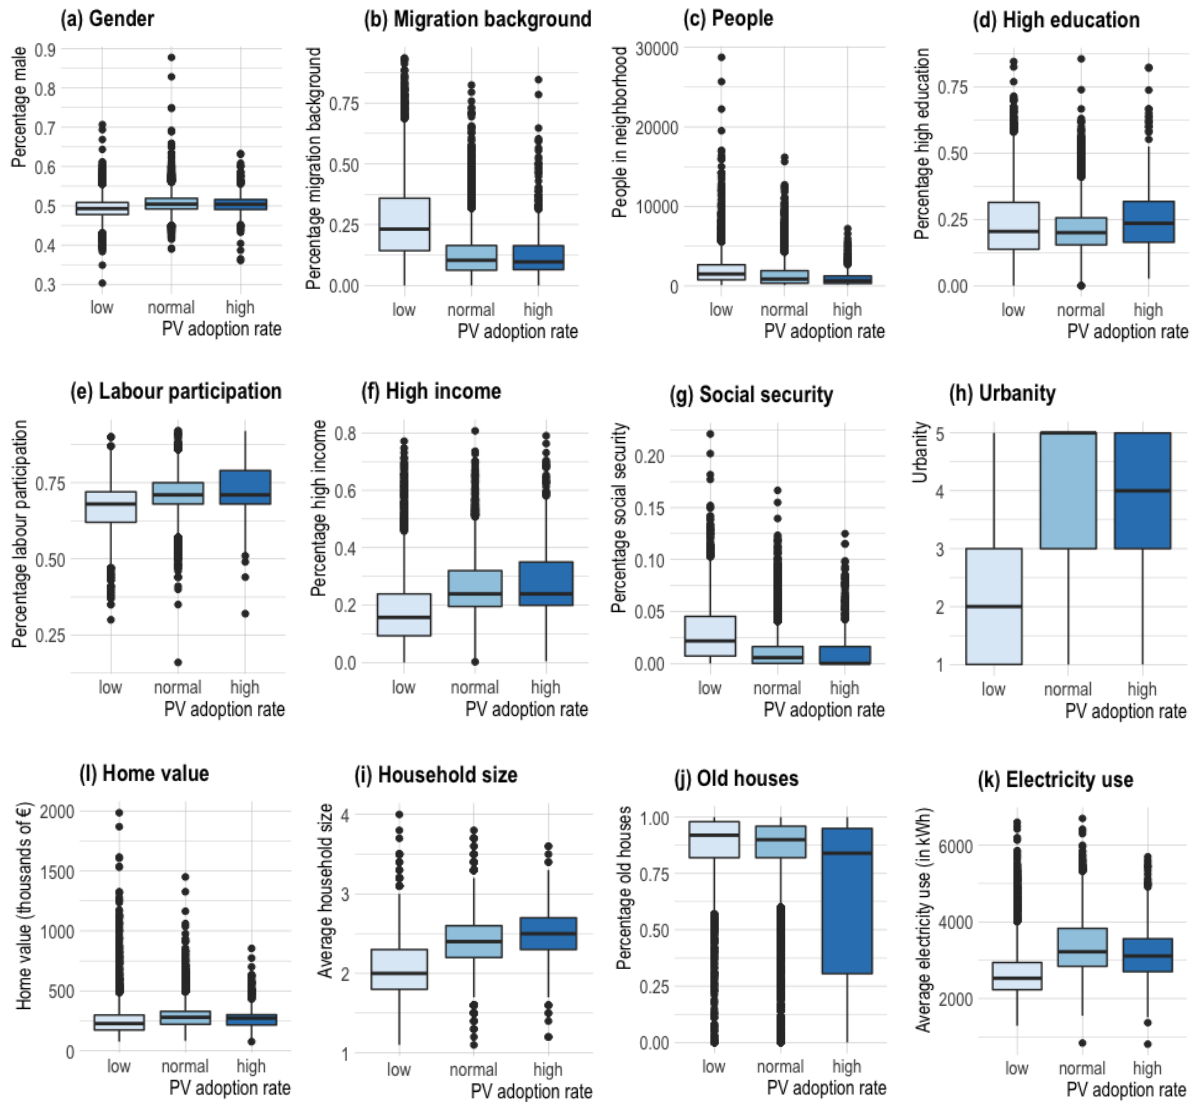 (a) Gender
Percentage male
0.9
0.8
0.7
0.6
0.5
0.4
0.3
low normal high
PV adoption rate
(b) Migration background
Percentage migration background
0.75
0.50
0.25
0.00
low normal high
PV adoption rate
(c) People
People in neighborhood
30000
20000
10000
0
low normal high
PV adoption rate
(d) High education
Percentage high education
0.75
0.50
0.25
0.00
low normal high
PV adoption rate
(e) Labour participation
Percentage labour participation
0.75
0.50
0.25
low normal high
PV adoption rate
(f) High income
Percentage high income
0.8
0.6
0.4
0.2
0.0
low normal high
PV adoption rate
(g) Social security
Percentage social security
0.20
0.15
0.10
0.05
0.00
low normal high
PV adoption rate
(h) Urbanity
Urbanity
5
4
3
2
1
low normal high
PV adoption rate
(l) Home value
Home value (thousands of €)
2000
1500
1000
500
0
low normal high
PV adoption rate
(i) Household size
Average household size
4
3
2
1
low normal high
PV adoption rate
(j) Old houses
Percentage old houses
1.00
0.75
0.50
0.25
0.00
low normal high
PV adoption rate
(k) Electricity use
Average electricity use (in kWh)
6000
4000
2000
low normal high
PV adoption rate